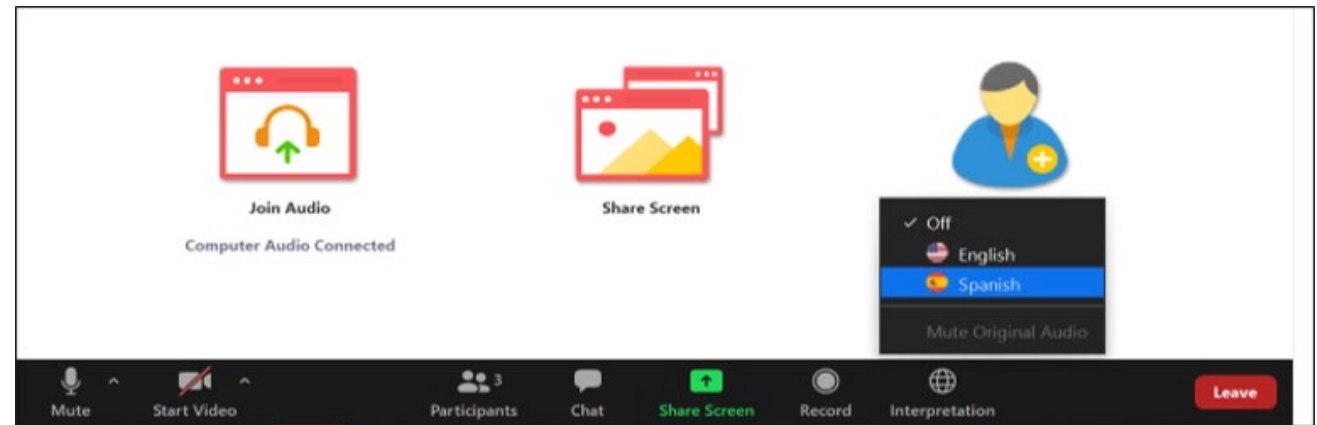 Join Audio
Computer Audio Connected
Share Screen
Off
English
Spanish
Mute Original Audio
Mute
Start Video
3
Participants
Chat
Share Screen
Record
Interpretation
Leave